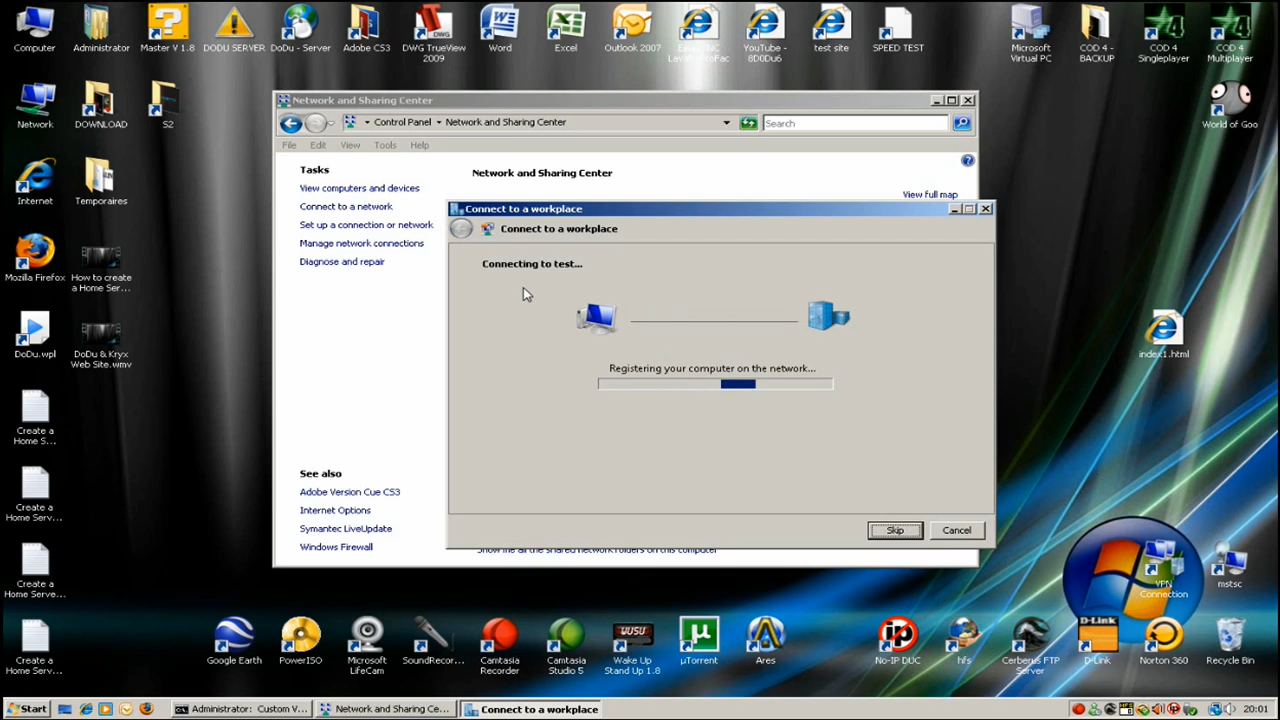 Computer
Administrator
Master V 1.8
DODU SERVER
DoDu - Server
Adobe CS3
DWG TrueView
2009
Word
Excel
Outlook 2007
YouTube -
8D0Du6
test site
SPEED TEST
Microsoft
Virtual PC
COD 4 -
BACKUP
COD 4
Singleplayer
COD 4
Multiplayer
Network
DOWNLOAD
S2
World of Goo
Internet
Temporaires
Mozilla Firefox
How to create
a Home Ser...
DoDu.wpl
DoDu & Kryx
Web Site.wmv
Create a
Home S...
Create a
Home Serv...
Create a
Home Serve...
Create a
Home Serv...
index1.html
Network and Sharing Center
Control Panel
Network and Sharing Center
Search
File
Edit
View
Tools
Help
Tasks
View computers and devices
Connect to a network
Set up a connection or network
Manage network connections
Diagnose and repair
Network and Sharing Center
View full map
See also
Adobe Version Cue CS3
Internet Options
Symantec LiveUpdate
Windows Firewall
Show me all the shared network folders on this computer
Connect to a workplace
Connect to a workplace
Connecting to test...
Registering your computer on the network...
Skip
Cancel
VPN
Connection
mstsc
Google Earth
PowerISO
Microsoft
LifeCam
SoundRecor...
Camtasia
Recorder
Camtasia
Studio 5
WUSU
Wake Up
Stand Up 1.8
µTorrent
Ares
No-IP DUC
hfs
Cerberus FTP
Server
D-Link
D-Link
Norton 360
Recycle Bin
Start
Administrator: Custom V...
Network and Sharing Ce...
Connect to a workplace
20:01